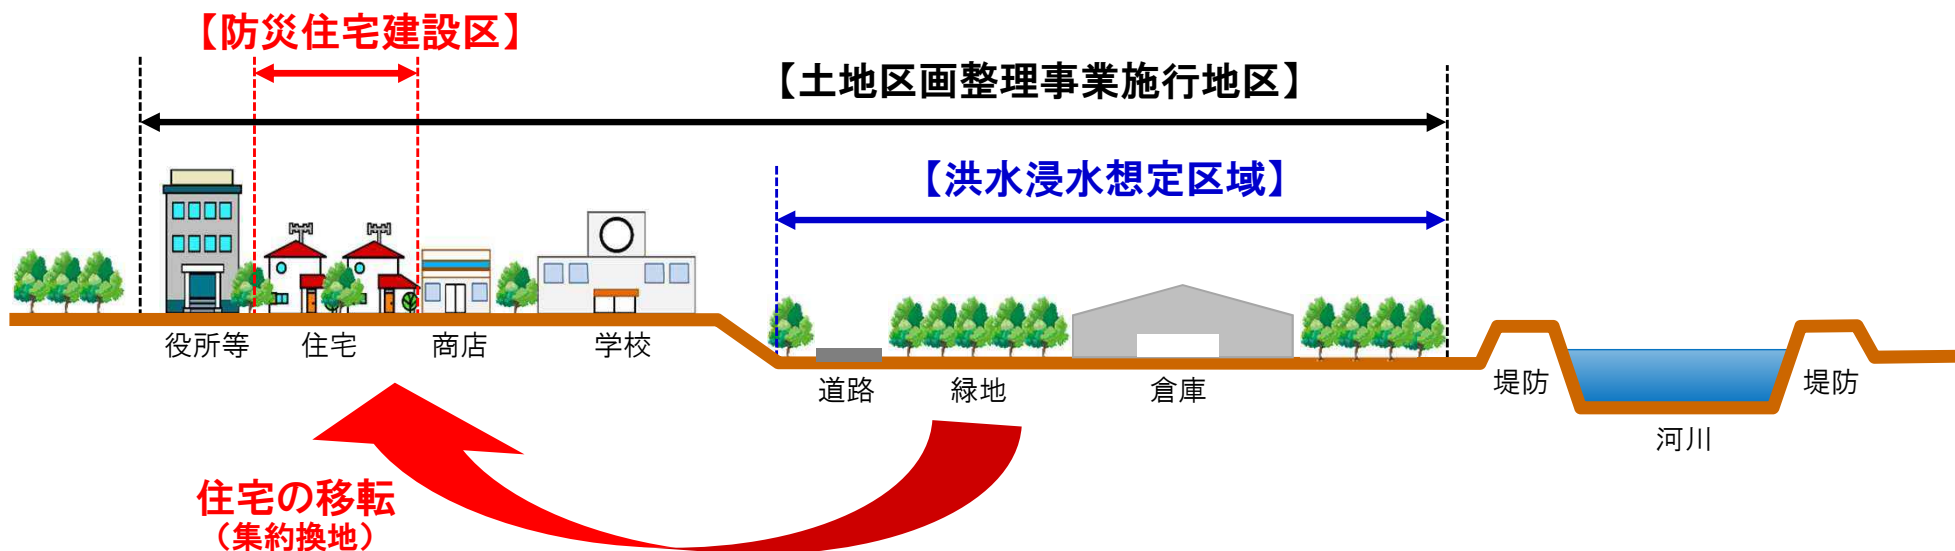 【防災住宅建設区】
【土地区画整理事業施行地区】
【洪水浸水想定区域】
役所等
住宅
商店
学校
道路
緑地
倉庫
堤防
堤防
河川
住宅の移転
（集約換地）